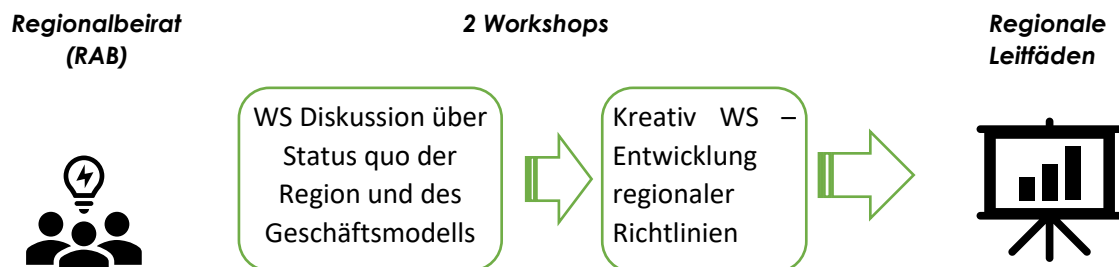 Regionalbeirat
(RAB)
2 Workshops
Regionale
Leitfäden
WS Diskussion über
Status quo der
Region und des
Geschäftsmodells
Kreativ WS –
Entwicklung
regionaler
Richtlinien